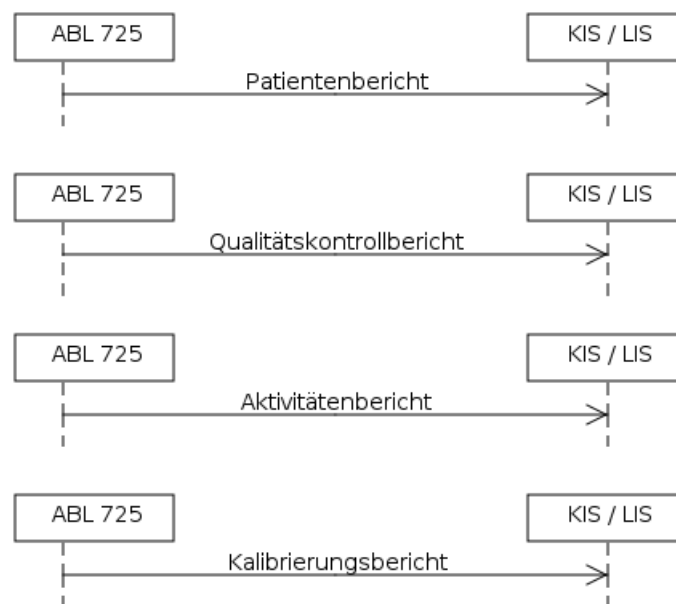 ABL 725 KIS / LIS
Patientenbericht
ABL 725 KIS / LIS
Qualitätskontrollbericht
ABL 725 KIS / LIS
Aktivitätenbericht
ABL 725 KIS / LIS
Kalibrierungsbericht